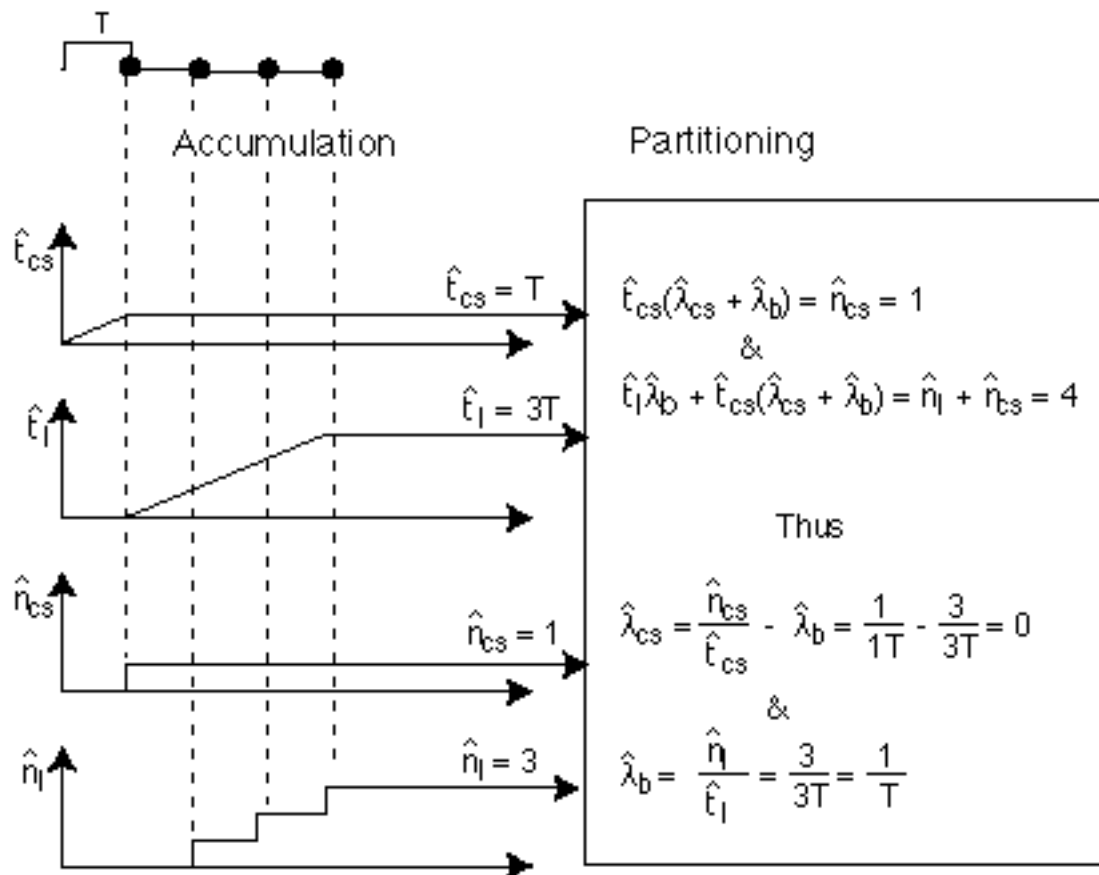 T
Accumulation
Partitioning
t̂cs
t̂cs = T
t̂I
t̂I = 3T
n̂cs
n̂cs = 1
n̂I
n̂I = 3
t̂cs(λ̂cs + λ̂b) = n̂cs = 1
&
t̂Iλ̂b + t̂cs(λ̂cs + λ̂b) = n̂I + n̂cs = 4
Thus
λ̂cs = n̂cs/t̂cs - λ̂b = 1/1T - 3/3T = 0
&
λ̂b = n̂I/t̂I = 3/3T = 1/T